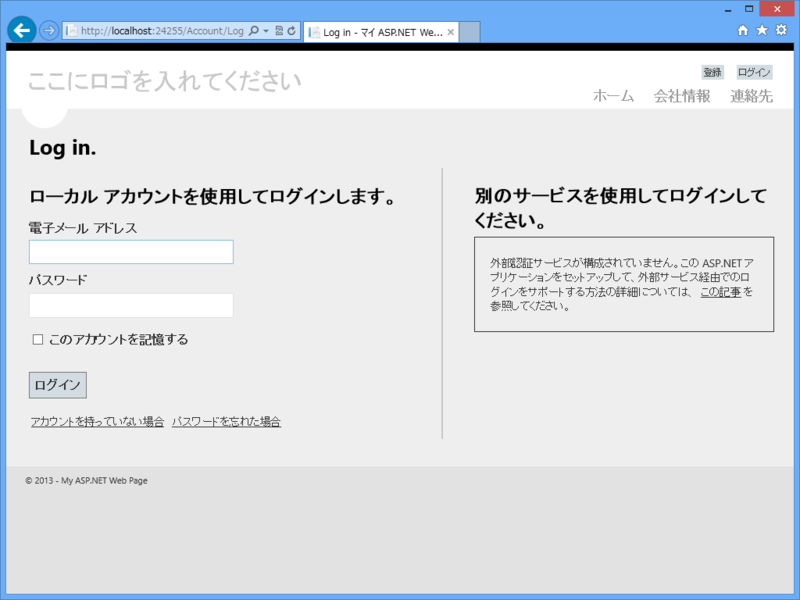 http://localhost:24255/Account/Log
Log in - マイ ASP.NET We...
ここにロゴを入れてください
登録 ログイン
ホーム 会社情報 連絡先
Log in.
ローカル アカウントを使用してログインします。
電子メール アドレス
パスワード
このアカウントを記憶する
ログイン
アカウントを持っていない場合 パスワードを忘れた場合
別のサービスを使用してログインして
ください。
外部認証サービスが構成されていません。この ASP.NET ア
プリケーションをセットアップして、外部サービス経由でのロ
グインをサポートする方法の詳細については、 この記事 を
参照してください。
© 2013 - My ASP.NET Web Page